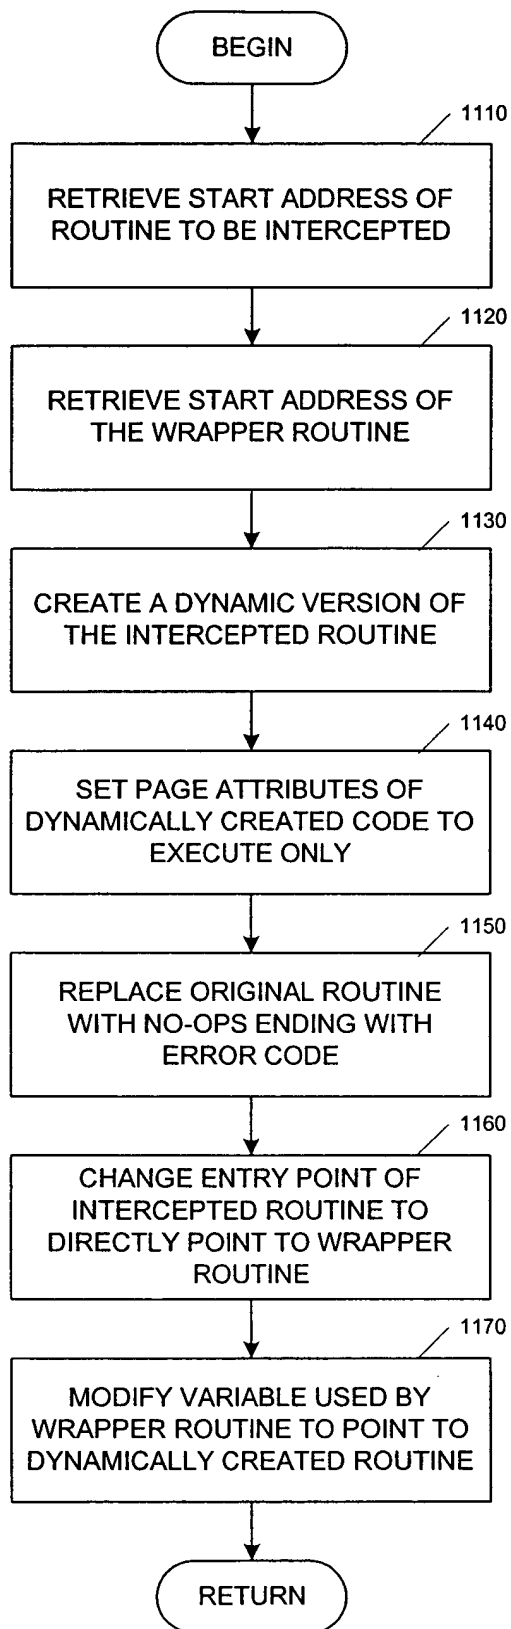 BEGIN
1110
RETRIEVE START ADDRESS OF
ROUTINE TO BE INTERCEPTED
1120
RETRIEVE START ADDRESS OF
THE WRAPPER ROUTINE
1130
CREATE A DYNAMIC VERSION OF
THE INTERCEPTED ROUTINE
1140
SET PAGE ATTRIBUTES OF
DYNAMICALLY CREATED CODE TO
EXECUTE ONLY
1150
REPLACE ORIGINAL ROUTINE
WITH NO-OPS ENDING WITH
ERROR CODE
1160
CHANGE ENTRY POINT OF
INTERCEPTED ROUTINE TO
DIRECTLY POINT TO WRAPPER
ROUTINE
1170
MODIFY VARIABLE USED BY
WRAPPER ROUTINE TO POINT TO
DYNAMICALLY CREATED ROUTINE
RETURN